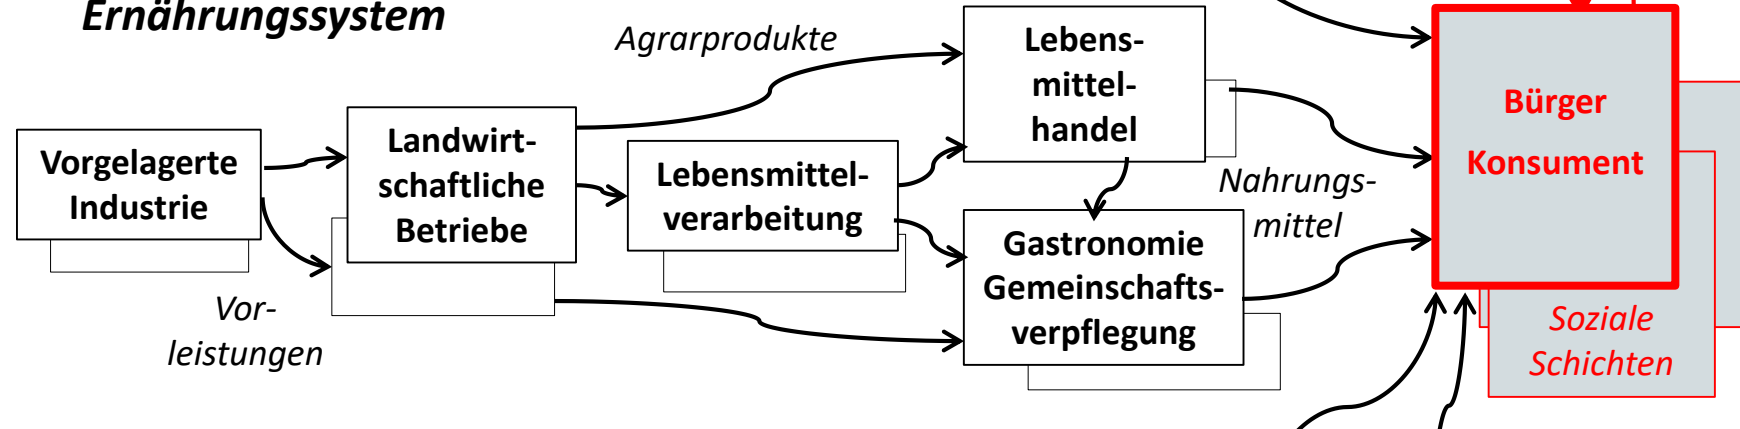 Ernährungssystem
Agrarprodukte
Vorgelagerte
Industrie
Landwirt-
schaftliche
Betriebe
Vor-
leistungen
Lebensmittel-
verarbeitung
Lebens-
mittel-
handel
Gastronomie
Gemeinschafts-
verpflegung
Nahrungs-
mittel
Bürger
Konsument
Soziale
Schichten